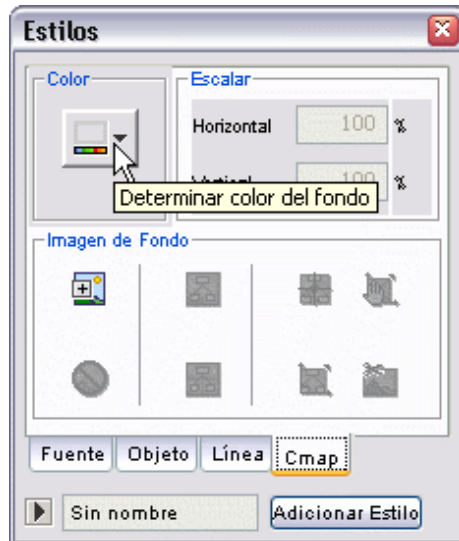 Estilos
Color
Escalar
Horizontal 100 %
100 %
Determinar color del fondo
Imagen de Fondo
Fuente Objeto Línea Cmap
Sin nombre Adicionar Estilo